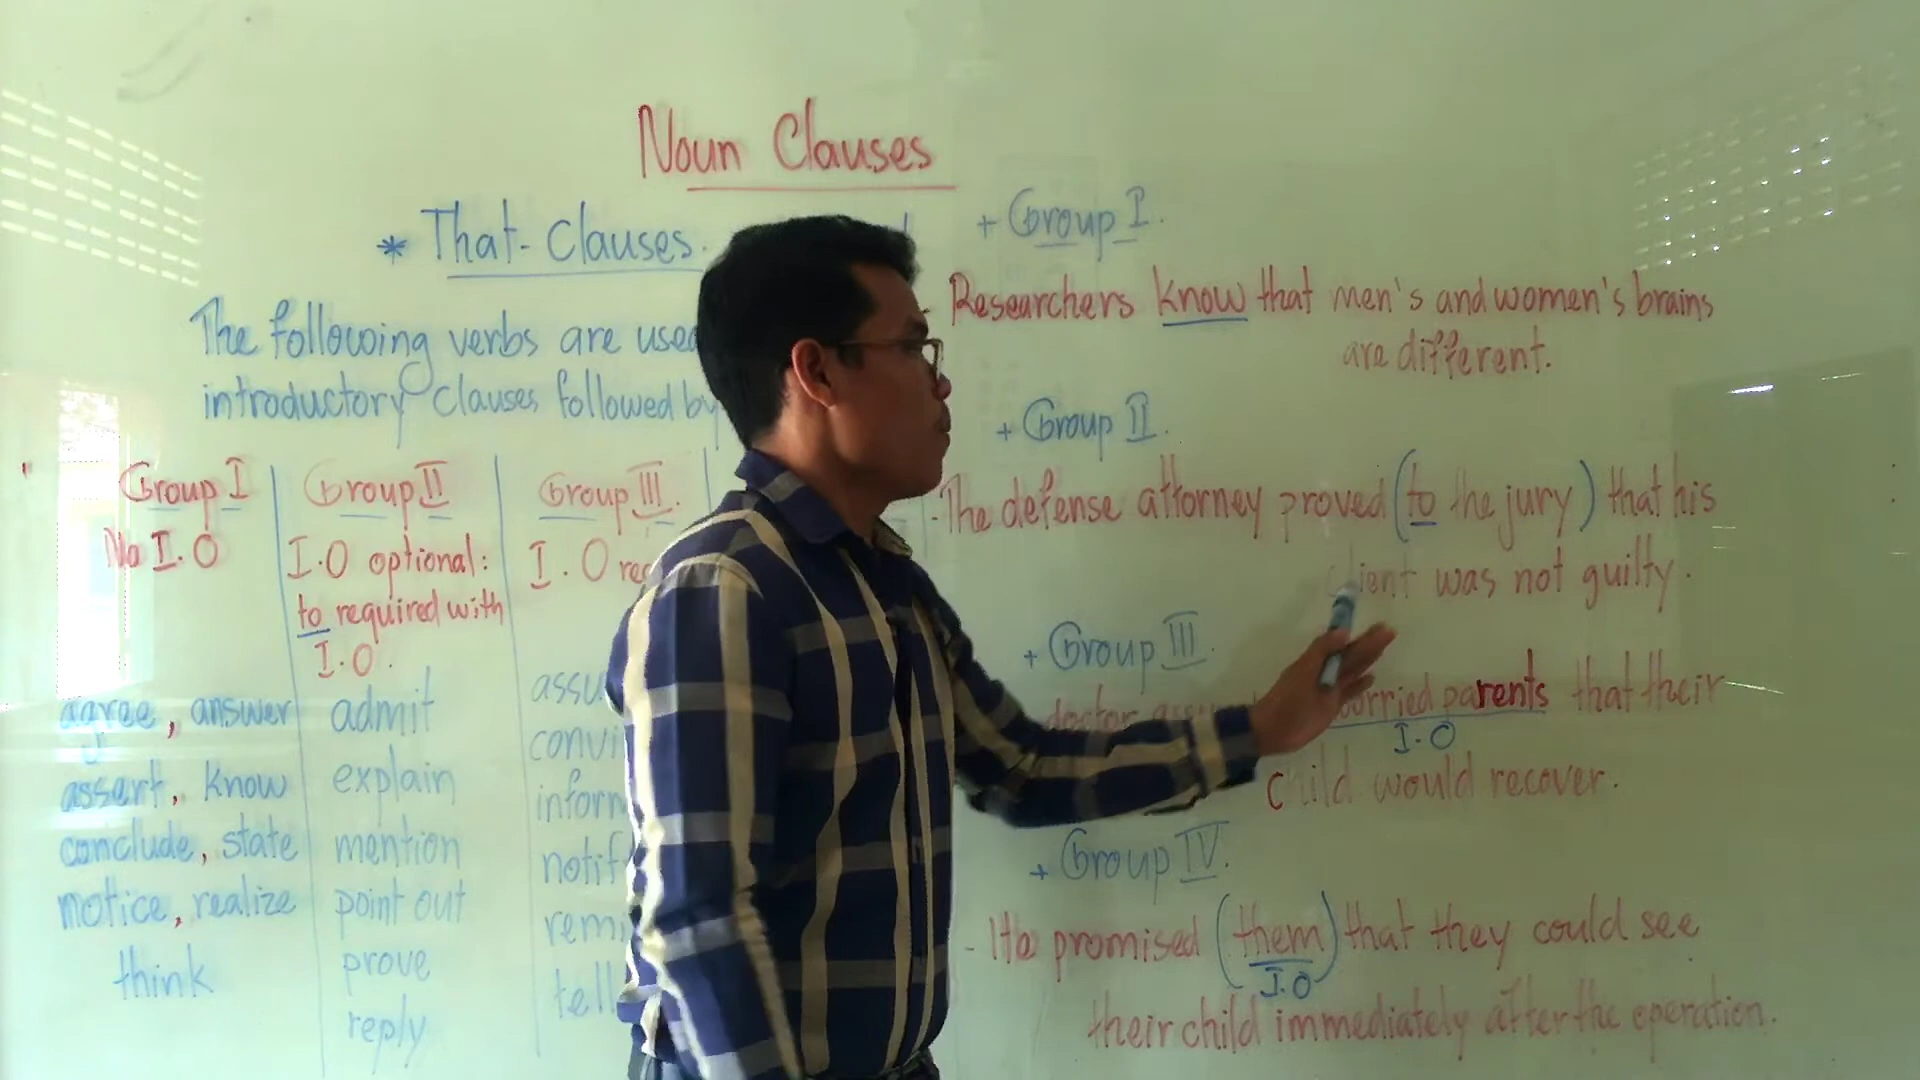 Noun Clauses
* That-Clauses.
The following verbs are used
introductory clauses followed by
Group I
No I.O
agree, answer
assert, know
conclude, state
notice, realize
think
Group II
I.O optional:
to required with
I.O.
admit
explain
mention
point out
prove
reply
Group III.
I.O
tell
+ Group I.
- Researchers know that men's and women's brains
are different.
+ Group II.
- The defense attorney proved (to the jury) that his
client was not guilty.
+ Group III.
doctor worried parents that their
I.O
child would recover.
+ Group IV.
- He promised (them) that they could see
I.O
their child immediately after the operation.